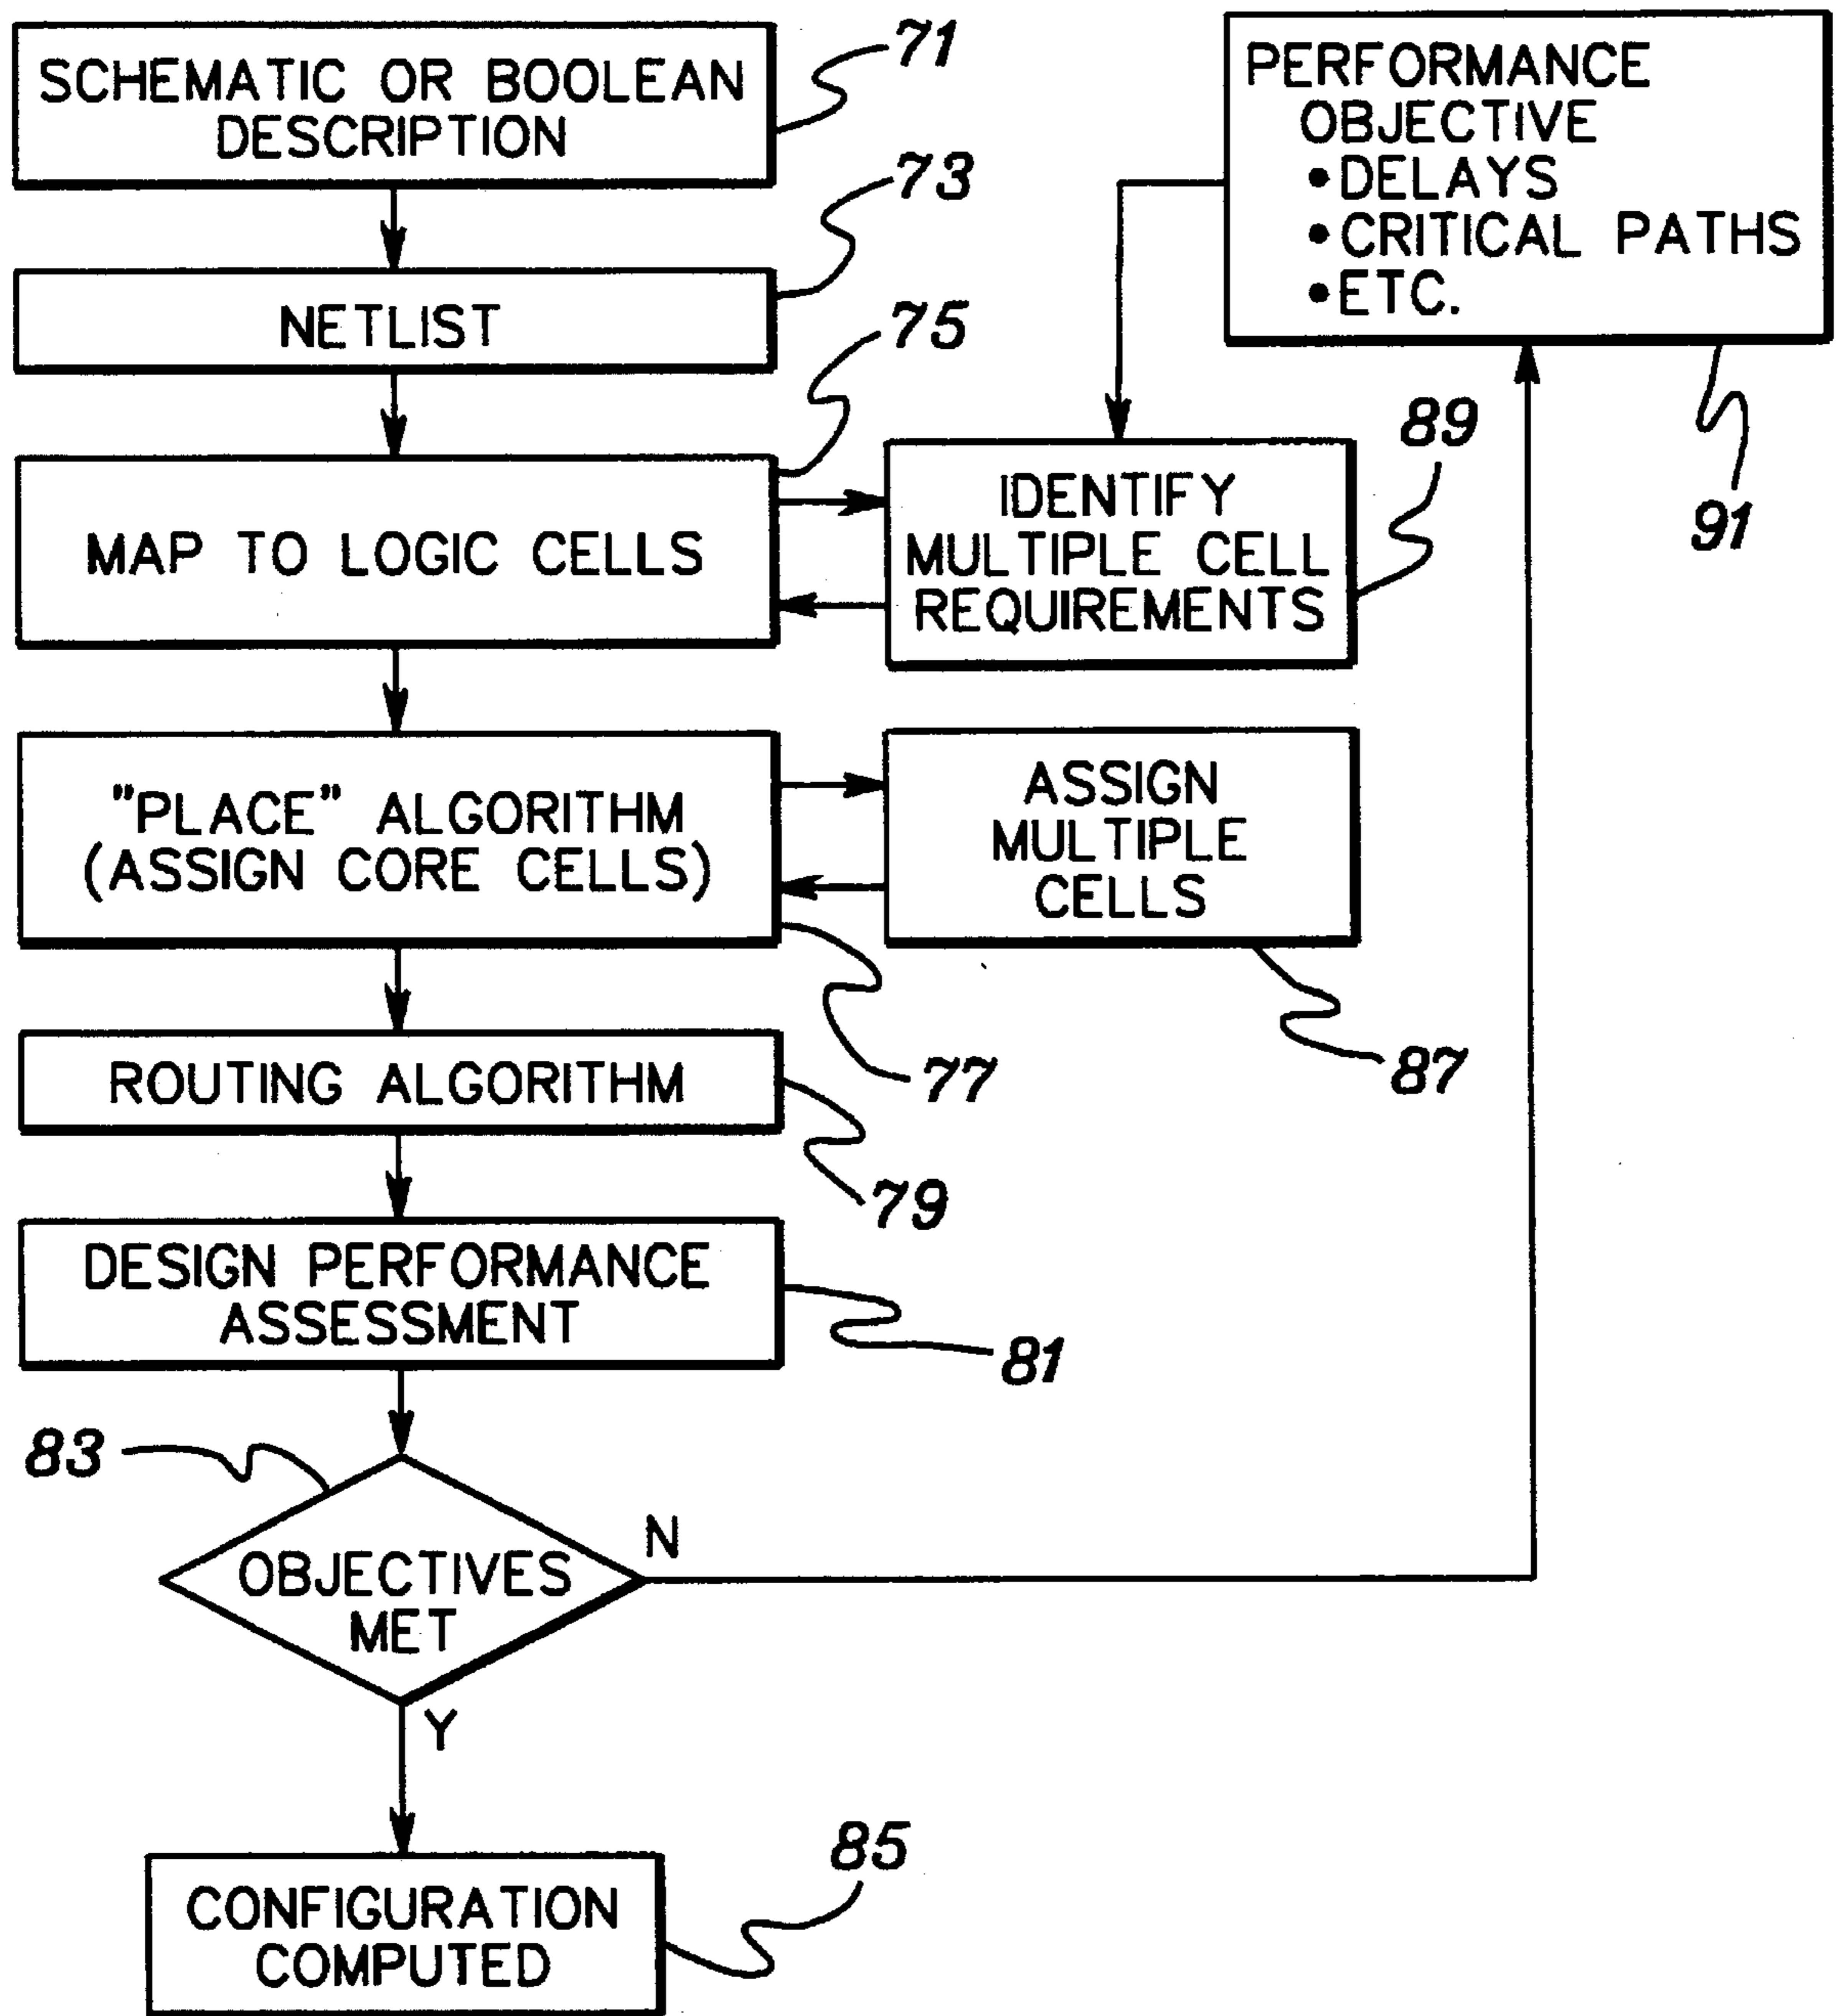 SCHEMATIC OR BOOLEAN
DESCRIPTION
71
PERFORMANCE
OBJECTIVE
•DELAYS
•CRITICAL PATHS
•ETC.
91
73
NETLIST
75
MAP TO LOGIC CELLS
IDENTIFY
MULTIPLE CELL
REQUIREMENTS
89
"PLACE" ALGORITHM
(ASSIGN CORE CELLS)
77
ASSIGN
MULTIPLE
CELLS
87
ROUTING ALGORITHM
79
DESIGN PERFORMANCE
ASSESSMENT
81
83
OBJECTIVES
MET
N
Y
CONFIGURATION
COMPUTED
85